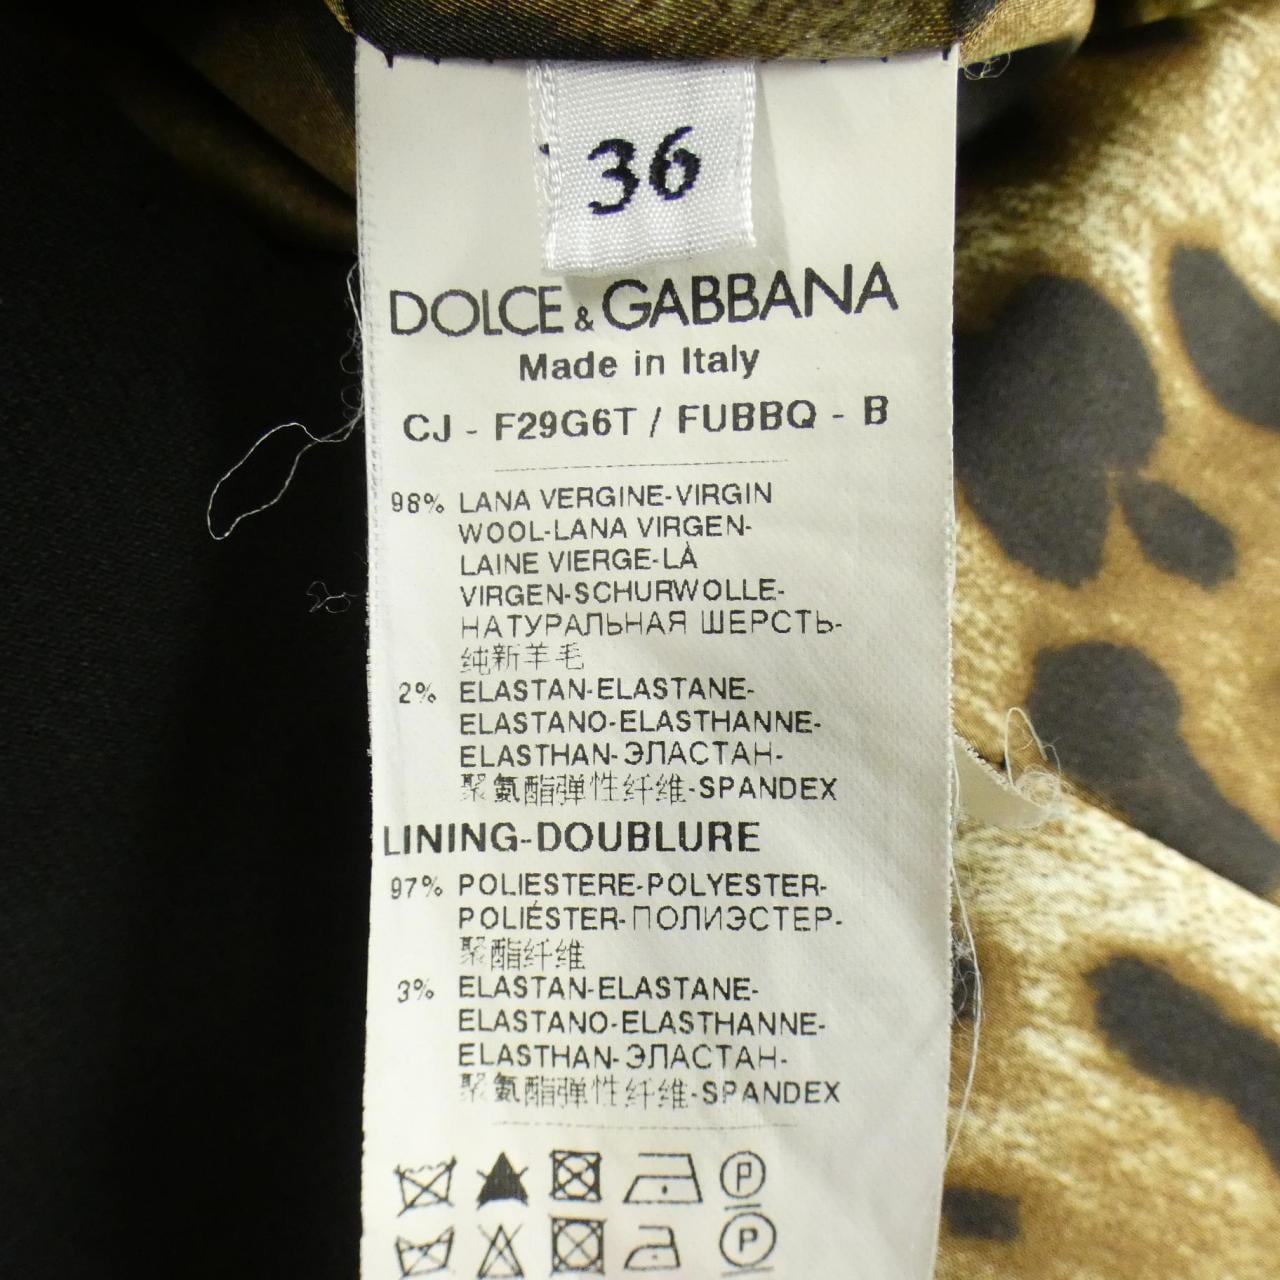 36
DOLCE & GABBANA
Made in Italy
CJ - F29G6T / FUBBQ - B
98% LANA VERGINE-VIRGIN
WOOL-LANA VIRGEN-
LAINE VIERGE-LÀ
VIRGEN-SCHURWOLLE-
НАТУРАЛЬНАЯ ШЕРСТЬ-
纯新羊毛
2% ELASTAN-ELASTANE-
ELASTANO-ELASTHANNE-
ELASTHAN-ЭЛАСТАН-
聚氨酯弹性纤维-SPANDEX
LINING-DOUBLURE
97% POLIESTERE-POLYESTER-
POLIÉSTER-ПОЛИЭСТЕР-
聚酯纤维
3% ELASTAN-ELASTANE-
ELASTANO-ELASTHANNE-
ELASTHAN-ЭЛАСТАН-
聚氨酯弹性纤维-SPANDEX
P
P